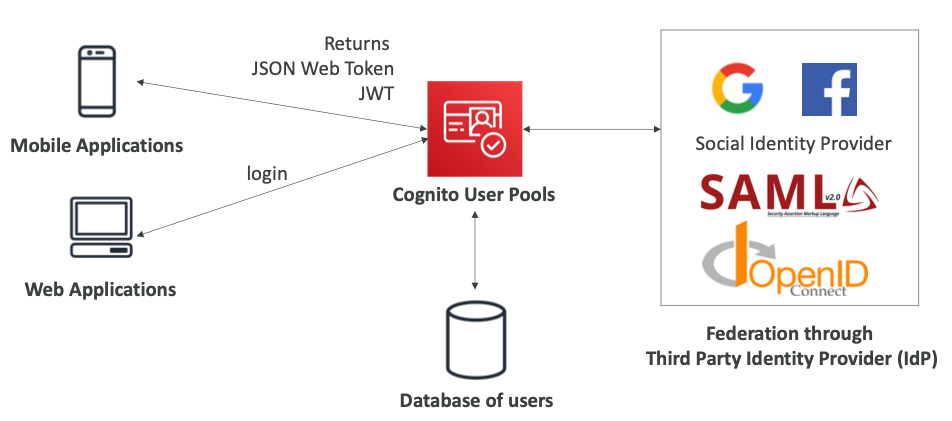 Returns
JSON Web Token
JWT
Mobile Applications
login
Cognito User Pools
Web Applications
Database of users
Social Identity Provider
SAML v2.0
Security Assertion Markup Language
OpenID
Connect
Federation through
Third Party Identity Provider (IdP)